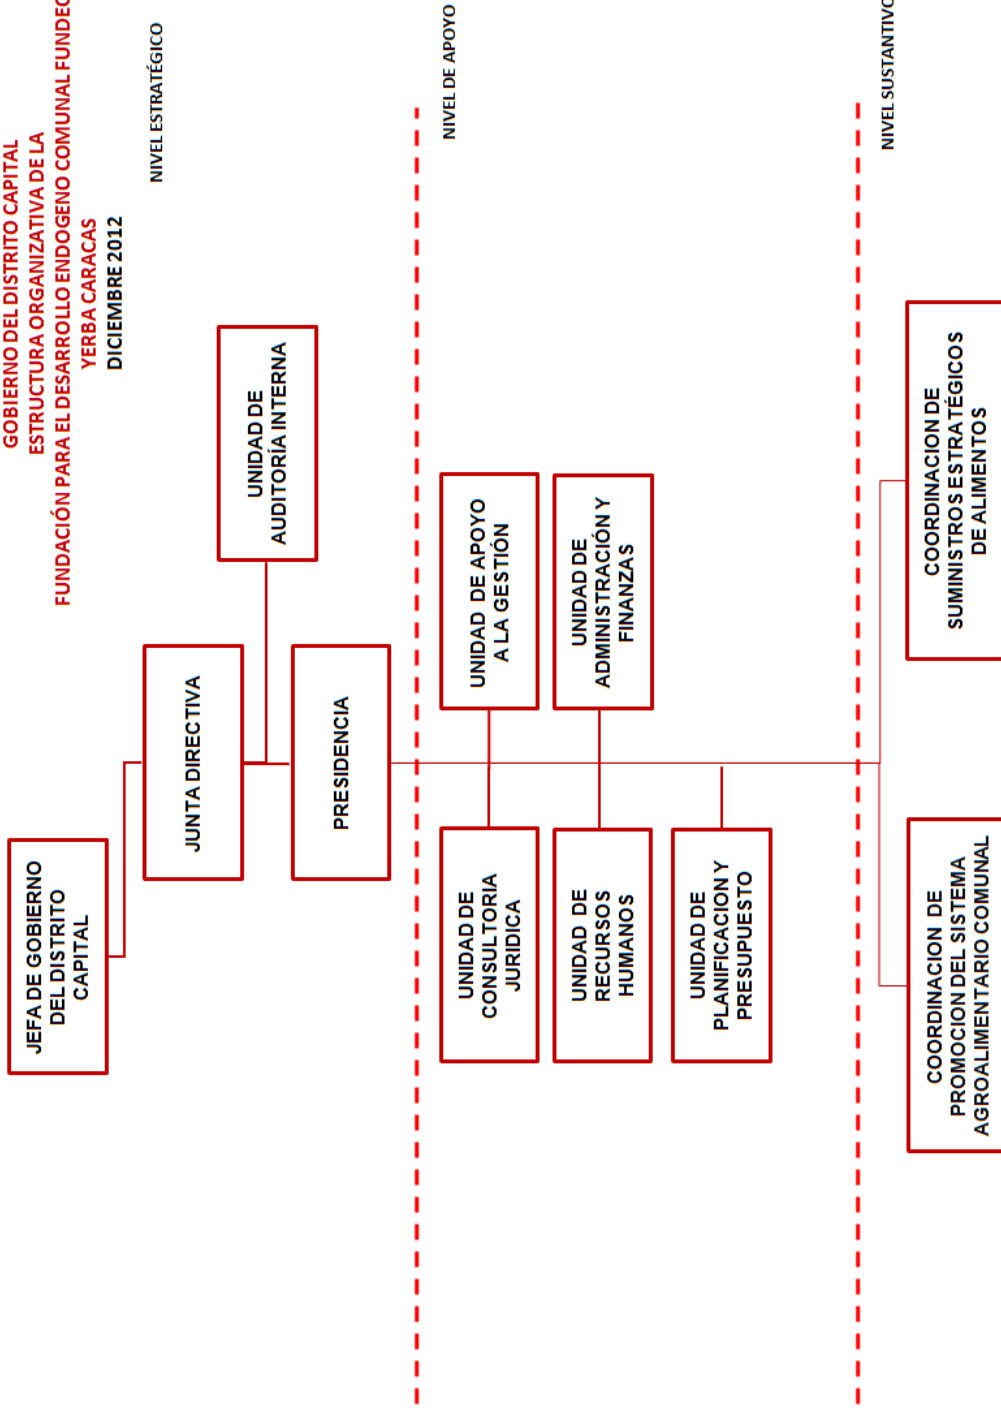 GOBIERNO DEL DISTRITO CAPITAL
ESTRUCTURA ORGANIZATIVA DE LA
FUNDACIÓN PARA EL DESARROLLO ENDOGENO COMUNAL
YERBA CARACAS
DICIEMBRE 2012
NIVEL ESTRATÉGICO
JEFA DE GOBIERNO
DEL DISTRITO
CAPITAL
JUNTA DIRECTIVA
UNIDAD DE
AUDITORÍA INTERNA
PRESIDENCIA
NIVEL DE APOYO
UNIDAD DE
CONSULTORIA
JURIDICA
UNIDAD DE APOYO
A LA GESTIÓN
UNIDAD DE
RECURSOS
HUMANOS
UNIDAD DE
ADMINISTRACIÓN Y
FINANZAS
UNIDAD DE
PLANIFICACION Y
PRESUPUESTO
NIVEL SUSTANTIVO
COORDINACION DE
PROMOCION DEL SISTEMA
AGROALIMENTARIO COMUNAL
COORDINACION DE
SUMINISTROS ESTRATÉGICOS
DE ALIMENTOS